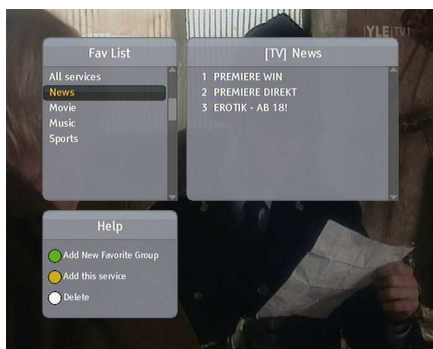 YLE TV1
Fav List
All services
News
Movie
Music
Sports
[TV] News
1 PREMIERE WIN
2 PREMIERE DIREKT
3 EROTIK - AB 18!
Help
Add New Favorite Group
Add this service
Delete